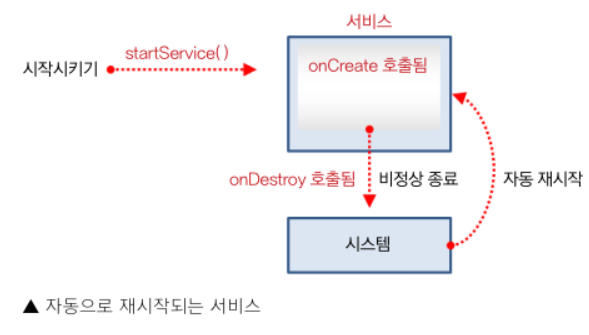 서비스
startService( )
시작시키기
onCreate 호출됨
onDestroy 호출됨
비정상 종료
자동 재시작
시스템
▲ 자동으로 재시작되는 서비스